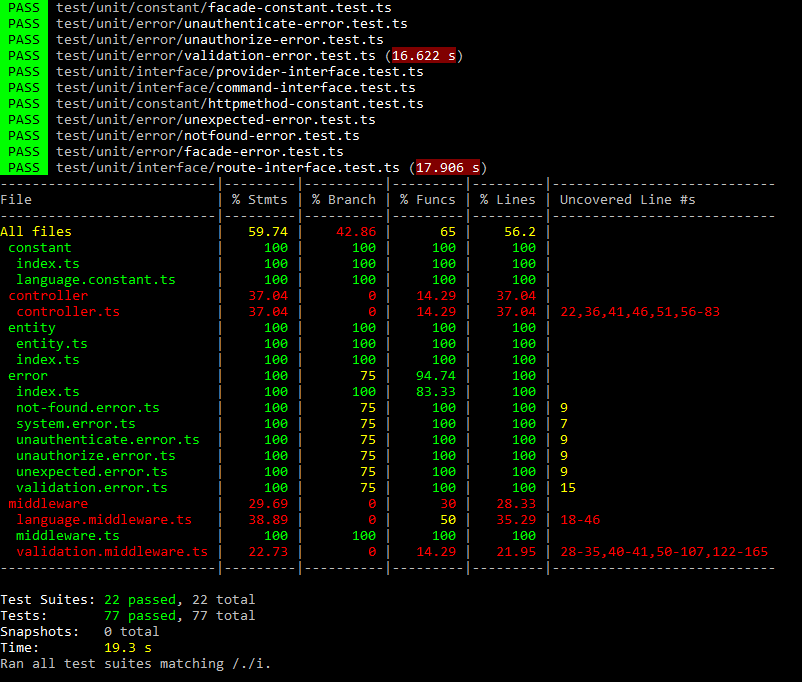 PASS test/unit/constant/facade-constant.test.ts
PASS test/unit/error/unauthenticate-error.test.ts
PASS test/unit/error/unauthorize-error.test.ts
PASS test/unit/error/validation-error.test.ts (16.622 s)
PASS test/unit/interface/provider-interface.test.ts
PASS test/unit/interface/command-interface.test.ts
PASS test/unit/constant/httpmethod-constant.test.ts
PASS test/unit/error/unexpected-error.test.ts
PASS test/unit/error/notfound-error.test.ts
PASS test/unit/error/facade-error.test.ts
PASS test/unit/interface/route-interface.test.ts (17.906 s)
---------------------------|---------|----------|---------|---------|----------------------------
File                       | % Stmts | % Branch | % Funcs | % Lines | Uncovered Line #s
---------------------------|---------|----------|---------|---------|----------------------------
All files                  |   59.74 |    42.86 |      65 |    56.2 |
 constant                  |     100 |      100 |     100 |     100 |
  index.ts                 |     100 |      100 |     100 |     100 |
  language.constant.ts     |     100 |      100 |     100 |     100 |
 controller                |   37.04 |        0 |   14.29 |   37.04 |
  controller.ts            |   37.04 |        0 |   14.29 |   37.04 | 22,36,41,46,51,56-83
 entity                    |     100 |      100 |     100 |     100 |
  entity.ts                |     100 |      100 |     100 |     100 |
  index.ts                 |     100 |      100 |     100 |     100 |
 error                     |     100 |       75 |   94.74 |     100 |
  index.ts                 |     100 |      100 |   83.33 |     100 |
  not-found.error.ts       |     100 |       75 |     100 |     100 | 9
  system.error.ts          |     100 |       75 |     100 |     100 | 7
  unauthenticate.error.ts  |     100 |       75 |     100 |     100 | 9
  unauthorize.error.ts     |     100 |       75 |     100 |     100 | 9
  unexpected.error.ts      |     100 |       75 |     100 |     100 | 9
  validation.error.ts      |     100 |       75 |     100 |     100 | 15
 middleware                |   29.69 |        0 |      30 |   28.33 |
  language.middleware.ts   |   38.89 |        0 |      50 |   35.29 | 18-46
  middleware.ts            |     100 |      100 |     100 |     100 |
  validation.middleware.ts |   22.73 |        0 |   14.29 |   21.95 | 28-35,40-41,50-107,122-165
---------------------------|---------|----------|---------|---------|----------------------------
Test Suites: 22 passed, 22 total
Tests:       77 passed, 77 total
Snapshots:   0 total
Time:        19.3 s
Ran all test suites matching /./i.